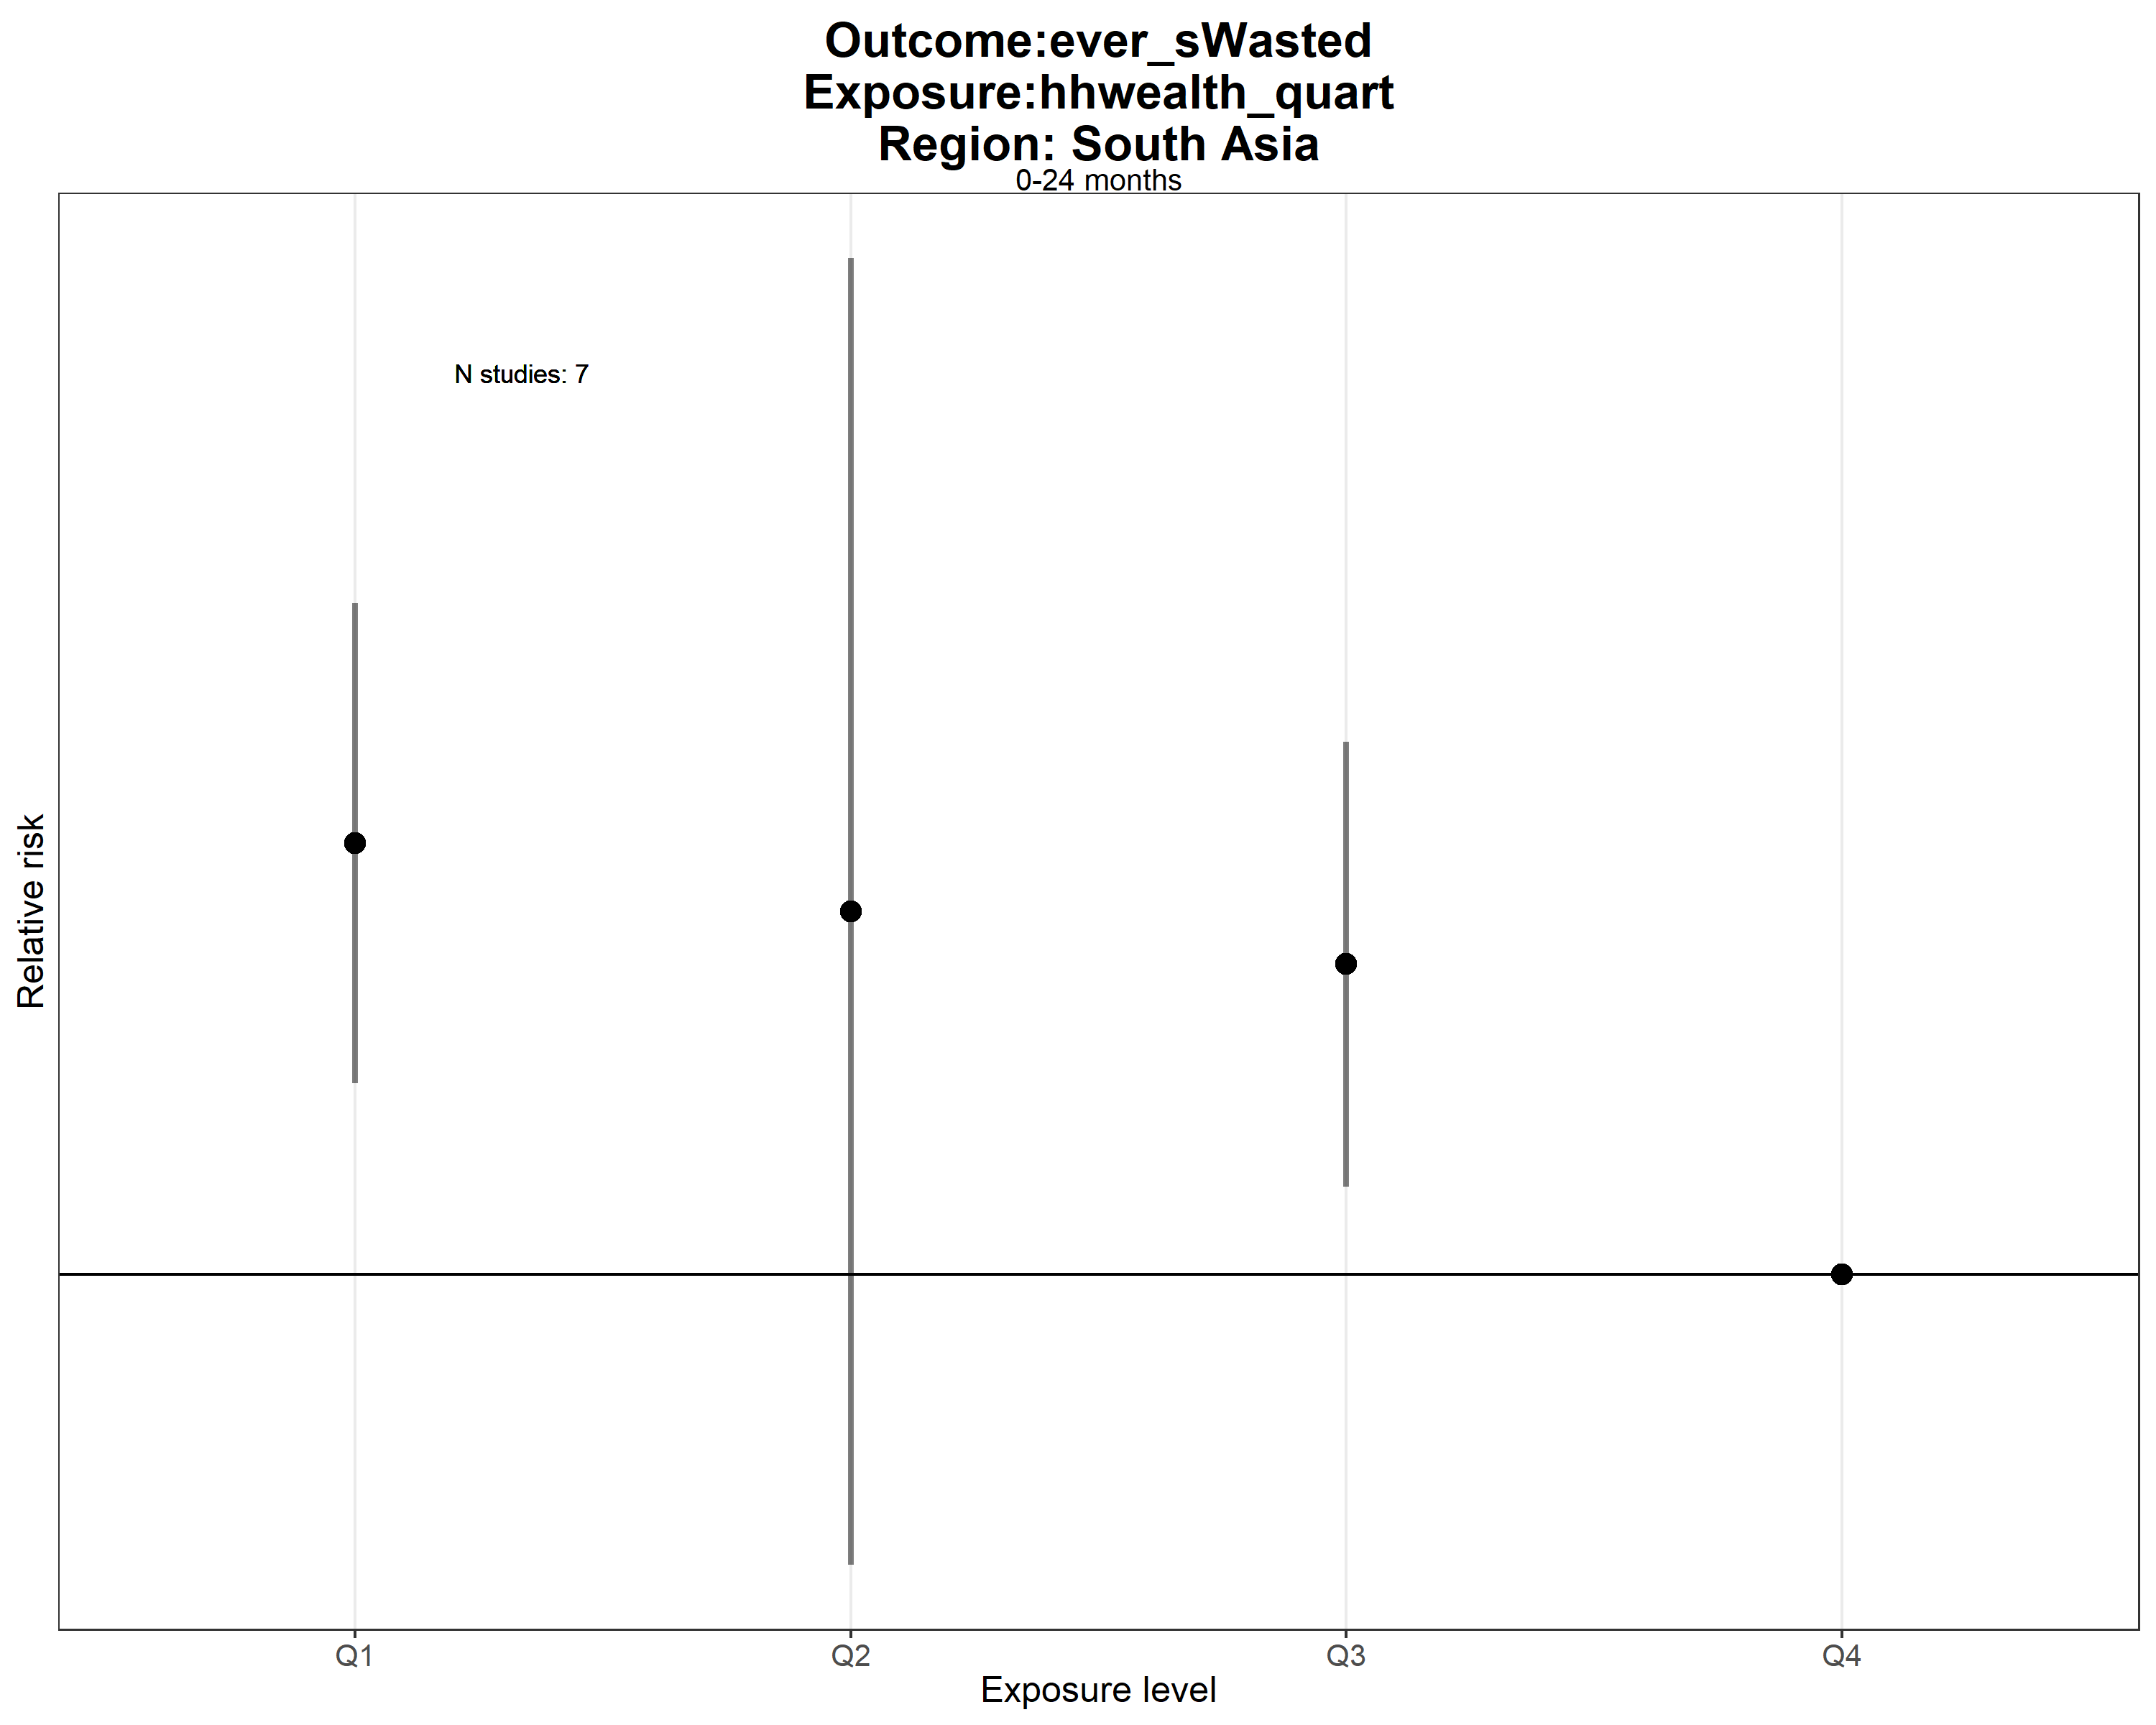 Outcome:ever_sWasted
Exposure:hhwealth_quart
Region: South Asia
0-24 months
N studies: 7
Relative risk
Q1 Q2 Q3 Q4
Exposure level